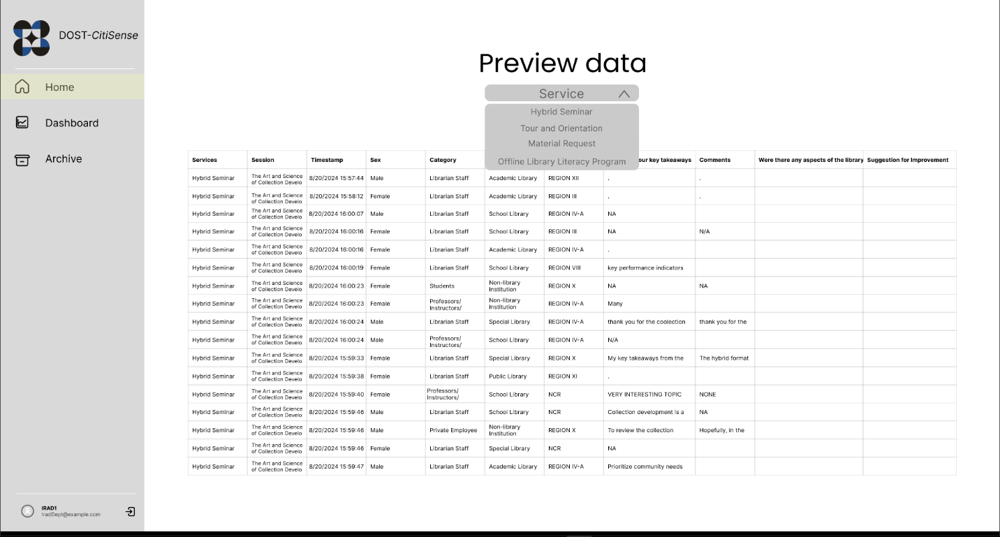 DOST-CitiSense
Home
Dashboard
Archive
IRAD1
IradDept@example.com
Preview data
Service
Hybrid Seminar
Tour and Orientation
Material Request
Offline Library Literacy Program
Services Session Timestamp Sex Category our key takeaways Comments Were there any aspects of the library Suggestion for Improvement
Hybrid Seminar The Art and Science of Collection Develo 8/20/2024 15:57:44 Male Librarian Staff Academic Library REGION XII . .
Hybrid Seminar The Art and Science of Collection Develo 8/20/2024 15:58:12 Female Librarian Staff Academic Library REGION III . .
Hybrid Seminar The Art and Science of Collection Develo 8/20/2024 16:00:07 Male Librarian Staff School Library REGION IV-A NA
Hybrid Seminar The Art and Science of Collection Develo 8/20/2024 16:00:16 Female Librarian Staff School Library REGION III NA N/A
Hybrid Seminar The Art and Science of Collection Develo 8/20/2024 16:00:16 Female Librarian Staff Academic Library REGION IV-A .
Hybrid Seminar The Art and Science of Collection Develo 8/20/2024 16:00:19 Female Librarian Staff School Library REGION VIII key performance indicators
Hybrid Seminar The Art and Science of Collection Develo 8/20/2024 16:00:23 Female Students Non-library Institution REGION X NA NA
Hybrid Seminar The Art and Science of Collection Develo 8/20/2024 16:00:23 Female Professors/ Instructors/ Non-library Institution REGION IV-A Many
Hybrid Seminar The Art and Science of Collection Develo 8/20/2024 16:00:24 Male Librarian Staff Special Library REGION IV-A thank you for the coolection thank you for the
Hybrid Seminar The Art and Science of Collection Develo 8/20/2024 16:00:24 Male Professors/ Instructors/ School Library REGION IV-A N/A
Hybrid Seminar The Art and Science of Collection Develo 8/20/2024 15:59:33 Female Librarian Staff Special Library REGION X My key takeaways from the The hybrid format
Hybrid Seminar The Art and Science of Collection Develo 8/20/2024 15:59:38 Female Librarian Staff Public Library REGION XI .
Hybrid Seminar The Art and Science of Collection Develo 8/20/2024 15:59:40 Female Professors/ Instructors/ School Library NCR VERY INTERESTING TOPIC NONE
Hybrid Seminar The Art and Science of Collection Develo 8/20/2024 15:59:46 Male Librarian Staff School Library NCR Collection development is a NA
Hybrid Seminar The Art and Science of Collection Develo 8/20/2024 15:59:46 Male Private Employee Non-library Institution REGION X To review the collection Hopefully, in the
Hybrid Seminar The Art and Science of Collection Develo 8/20/2024 15:59:46 Female Librarian Staff Special Library NCR NA
Hybrid Seminar The Art and Science of Collection Develo 8/20/2024 15:59:47 Male Librarian Staff Academic Library REGION IV-A Prioritize community needs